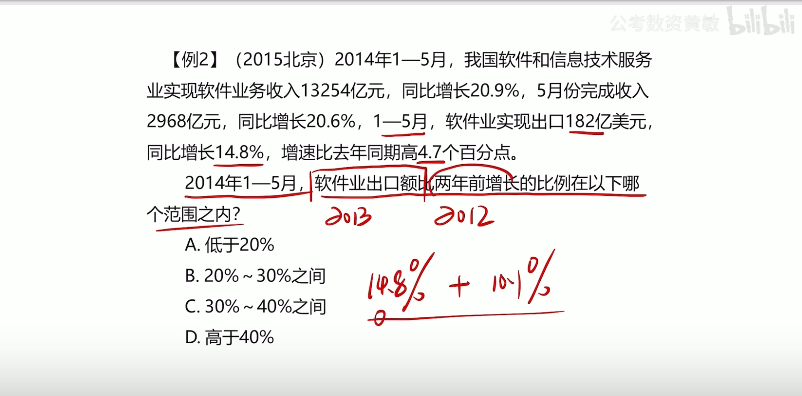 公考数资黄敏 bilibili
【例2】（2015北京）2014年1—5月，我国软件和信息技术服务
业实现软件业务收入13254亿元，同比增长20.9%，5月份完成收入
2968亿元，同比增长20.6%，1—5月，软件业实现出口182亿美元，
同比增长14.8%，增速比去年同期高4.7个百分点。
2014年1—5月，软件业出口额比两年前增长的比例在以下哪
个范围之内？
2013 2012
A. 低于20%
B. 20%～30%之间
14.8% + 10.1%
C. 30%～40%之间
D. 高于40%